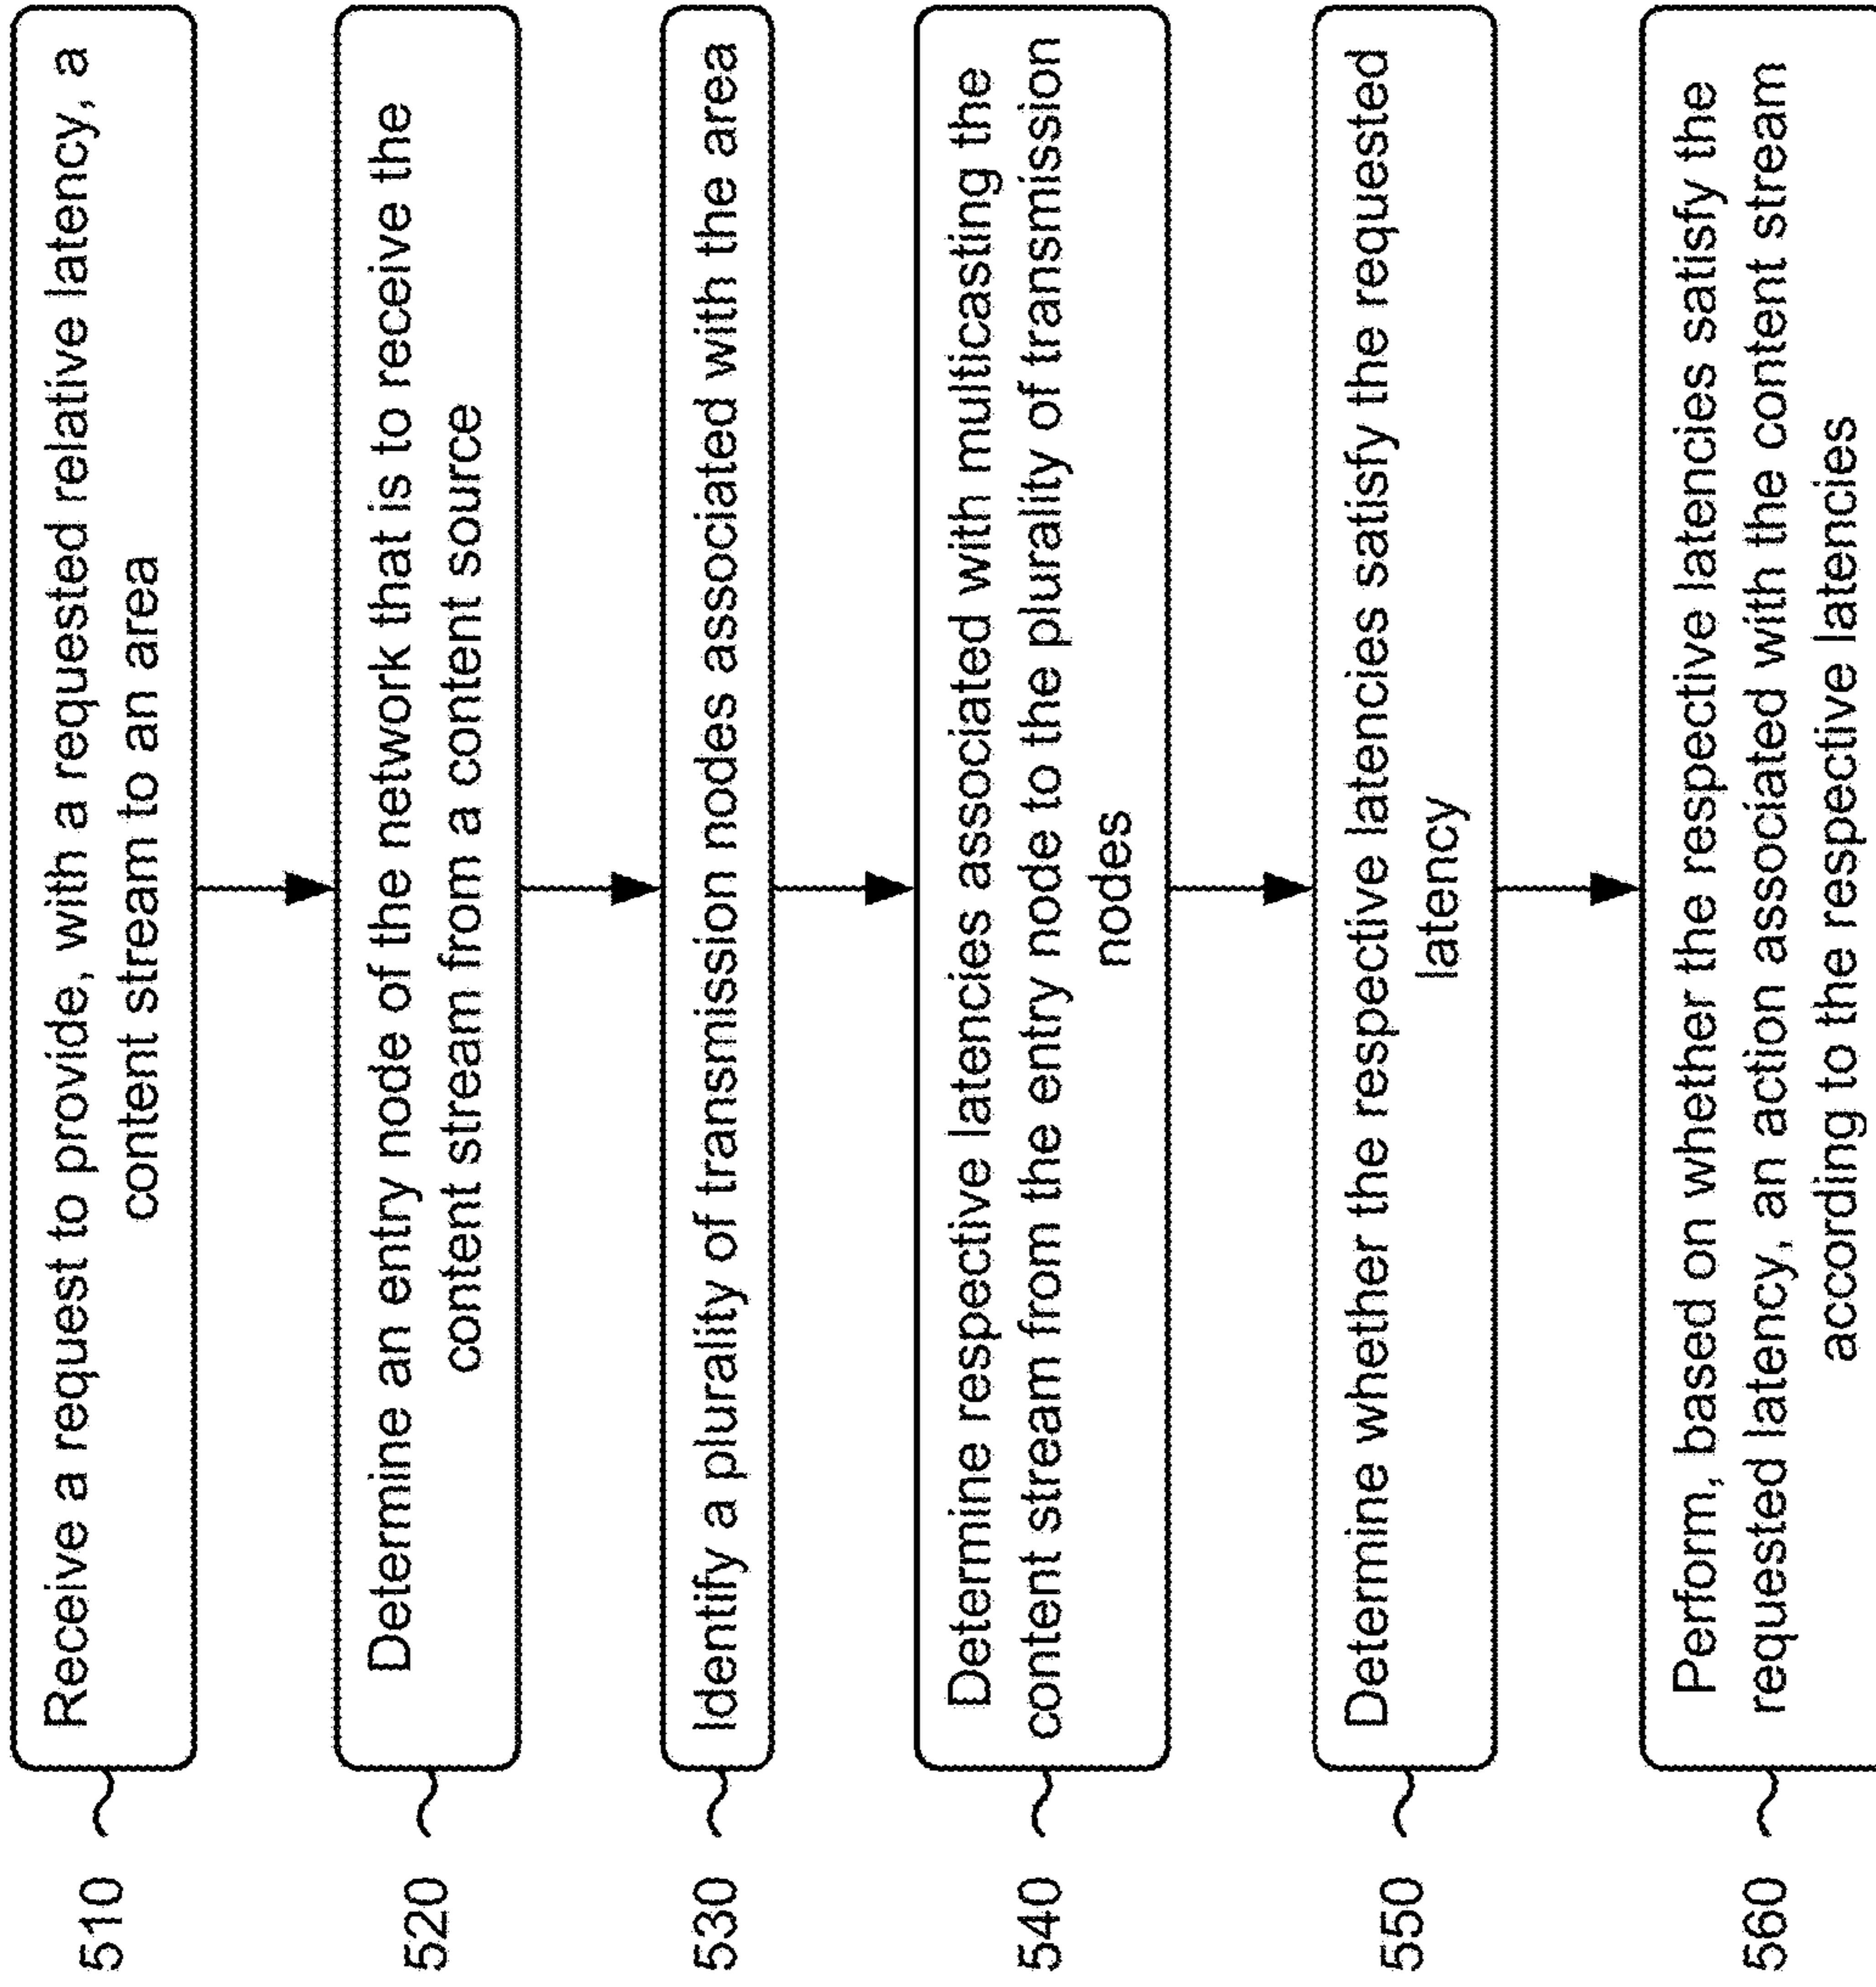 510
Receive a request to provide, with a requested relative latency, a
content stream to an area
520
Determine an entry node of the network that is to receive the
content stream from a content source
530
Identify a plurality of transmission nodes associated with the area
540
Determine respective latencies associated with multicasting the
content stream from the entry node to the plurality of transmission
nodes
550
Determine whether the respective latencies satisfy the requested
latency
560
Perform, based on whether the respective latencies satisfy the
requested latency, an action associated with the content stream
according to the respective latencies